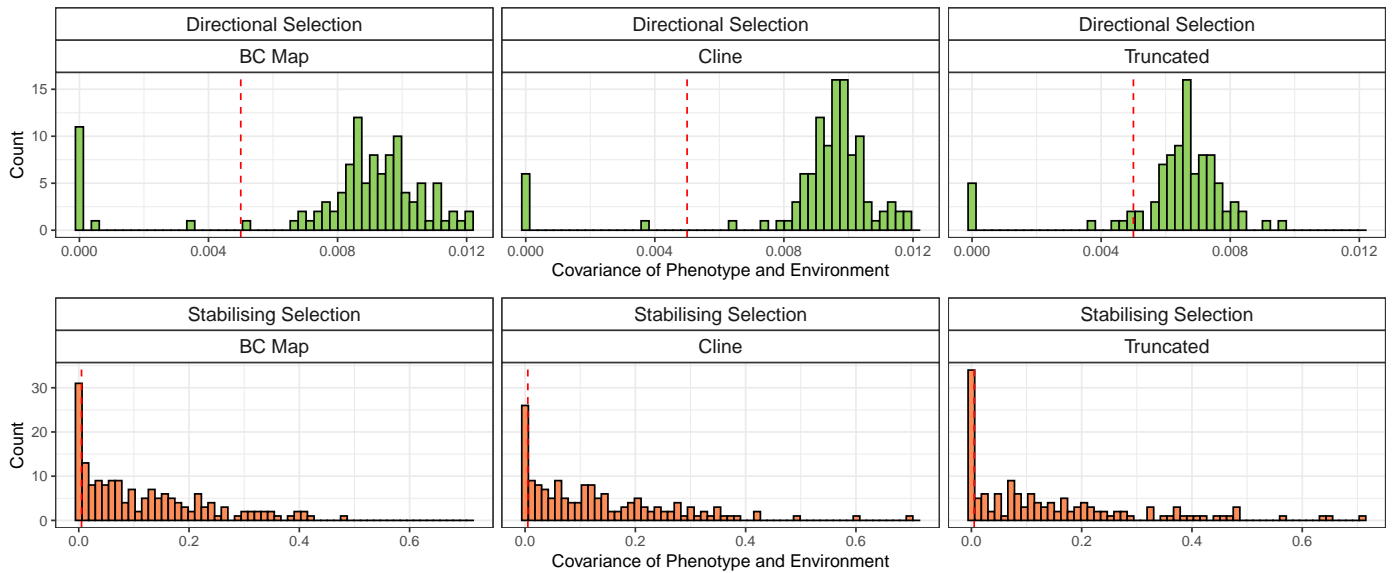 Directional Selection Directional Selection Directional Selection
BC Map Cline Truncated
15
10
5
0
Count
0.000 0.004 0.008 0.012 0.000 0.004 0.008 0.012 0.000 0.004 0.008 0.012
Covariance of Phenotype and Environment
Stabilising Selection Stabilising Selection Stabilising Selection
BC Map Cline Truncated
30
20
10
0
Count
0.0 0.2 0.4 0.6 0.0 0.2 0.4 0.6 0.0 0.2 0.4 0.6
Covariance of Phenotype and Environment